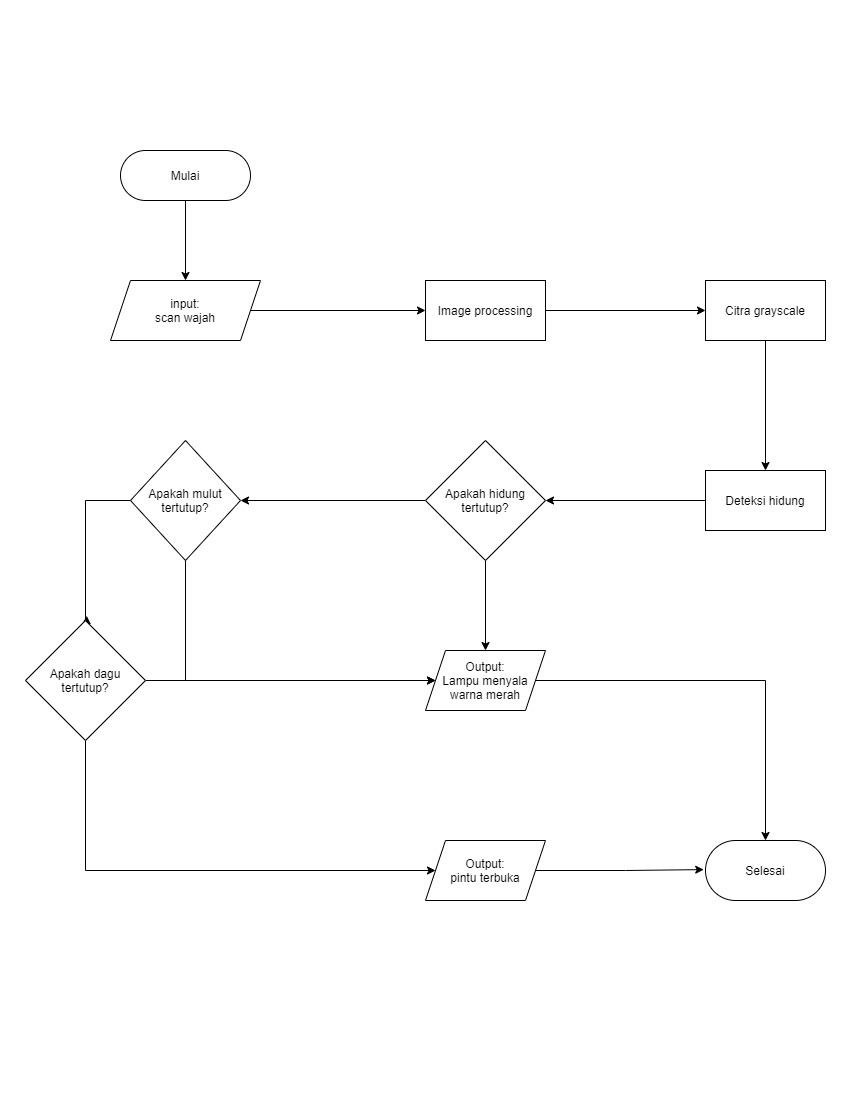 Mulai
input:
scan wajah
Image processing
Citra grayscale
Apakah mulut
tertutup?
Apakah hidung
tertutup?
Deteksi hidung
Apakah dagu
tertutup?
Output:
Lampu menyala
warna merah
Output:
pintu terbuka
Selesai